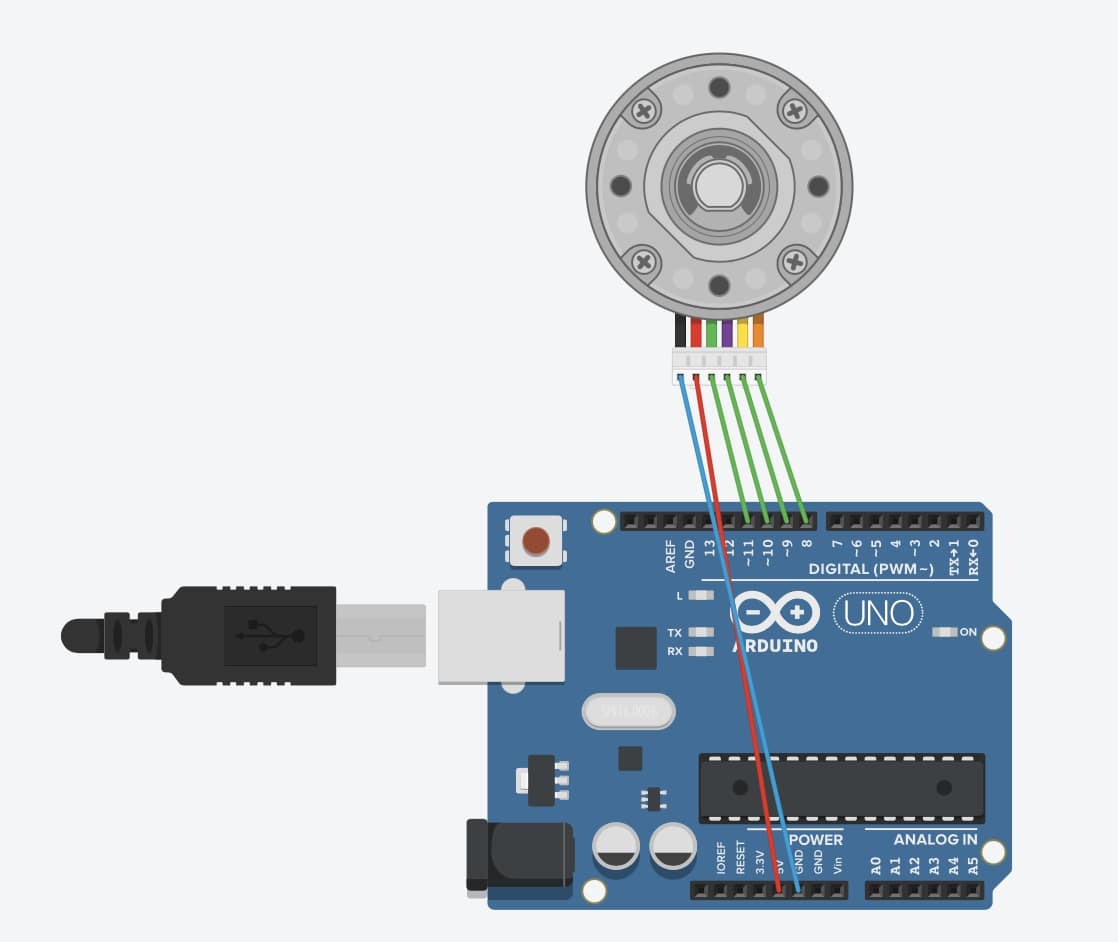 AREF
GND
13
12
~11
~10
~9
8
7
~6
~5
4
~3
2
TX→1
RX←0
DIGITAL (PWM~)
L
TX
RX
UNO
ON
ARDUINO
POWER
ANALOG IN
IOREF
RESET
3.3V
5V
GND
GND
Vin
A0
A1
A2
A3
A4
A5